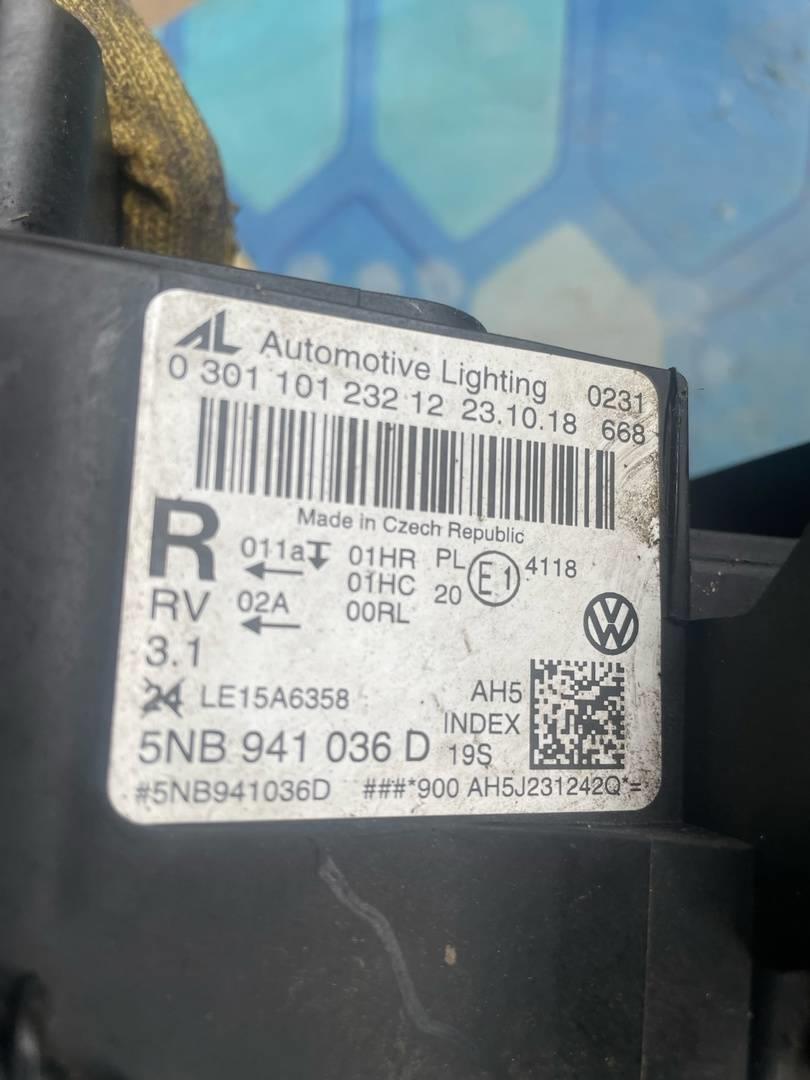 AL Automotive Lighting 0231
0 301 101 232 12 23.10.18 668
Made in Czech Republic
R 011a 01HR PL E1 4118
01HC 20
RV 02A 00RL
3.1
24 LE15A6358 AH5
INDEX
5NB 941 036 D 19S
#5NB941036D ###*900 AH5J231242Q*=